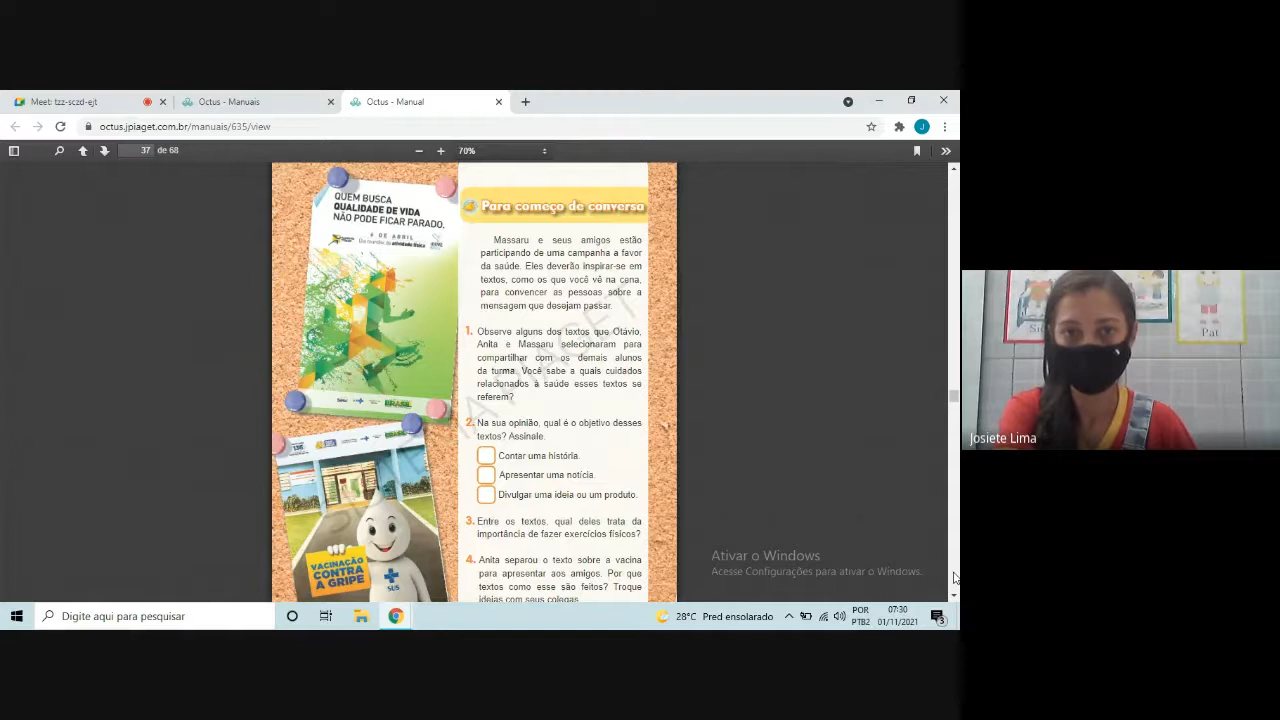 Meet: tzz-sczd-ejt
Octus - Manuais
Octus - Manual
octus.jpiaget.com.br/manuais/635/view
37 de 68
70%
QUEM BUSCA
QUALIDADE DE VIDA
NÃO PODE FICAR PARADO.
6 DE ABRIL
Dia mundial da atividade física
BRASIL
VACINAÇÃO
CONTRA
A GRIPE
SUS
Para começo de conversa
Massaru e seus amigos estão
participando de uma campanha a favor
da saúde. Eles deverão inspirar-se em
textos, como os que você vê na cena,
para convencer as pessoas sobre a
mensagem que desejam passar.
1. Observe alguns dos textos que Otávio,
Anita e Massaru selecionaram para
compartilhar com os demais alunos
da turma. Você sabe a quais cuidados
relacionados à saúde esses textos se
referem?
2. Na sua opinião, qual é o objetivo desses
textos? Assinale.
Contar uma história.
Apresentar uma notícia.
Divulgar uma ideia ou um produto.
3. Entre os textos, qual deles trata da
importância de fazer exercícios físicos?
4. Anita separou o texto sobre a vacina
para apresentar aos amigos. Por que
textos como esse são feitos? Troque
ideias com seus colegas.
Ativar o Windows
Acesse Configurações para ativar o Windows.
Josiete Lima
Pat
Digite aqui para pesquisar
28°C Pred ensolarado
POR
PTB2
07:30
01/11/2021
3